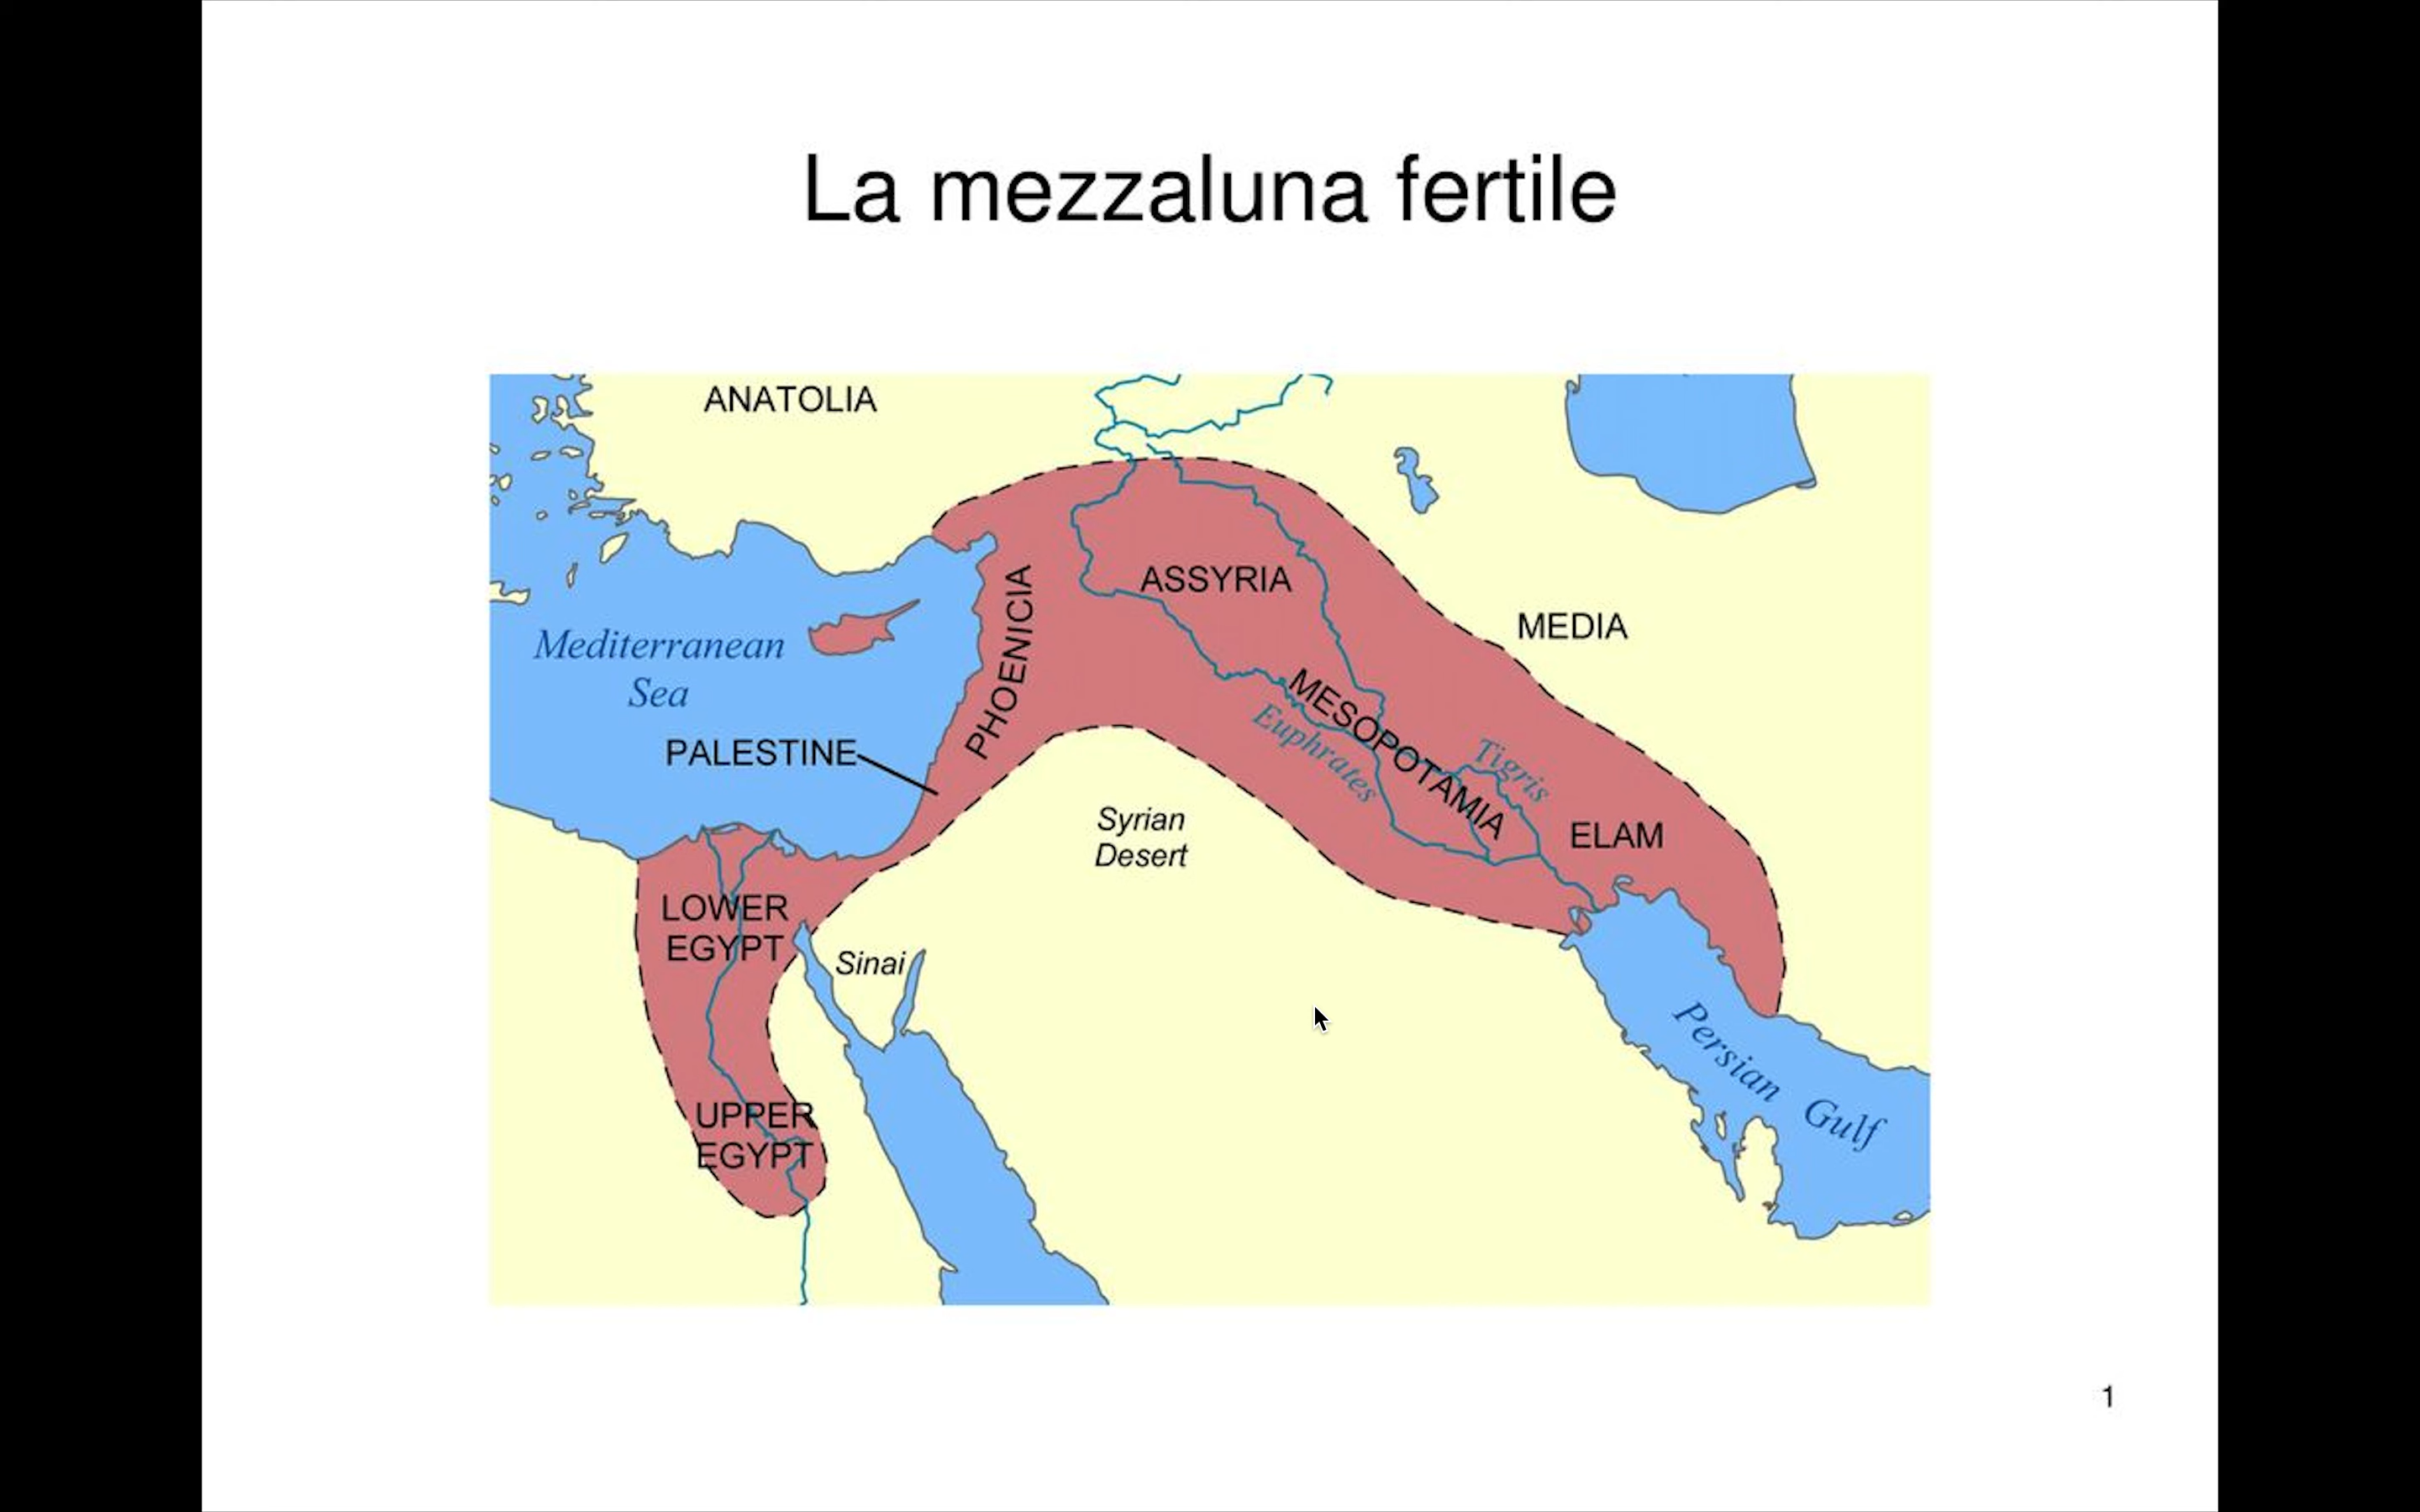 La mezzaluna fertile
ANATOLIA
ASSYRIA
MEDIA
PHOENICIA
Mediterranean
Sea
MESOPOTAMIA
Euphrates
Tigris
PALESTINE
Syrian
Desert
ELAM
LOWER
EGYPT
Sinai
Persian Gulf
UPPER
EGYPT
1